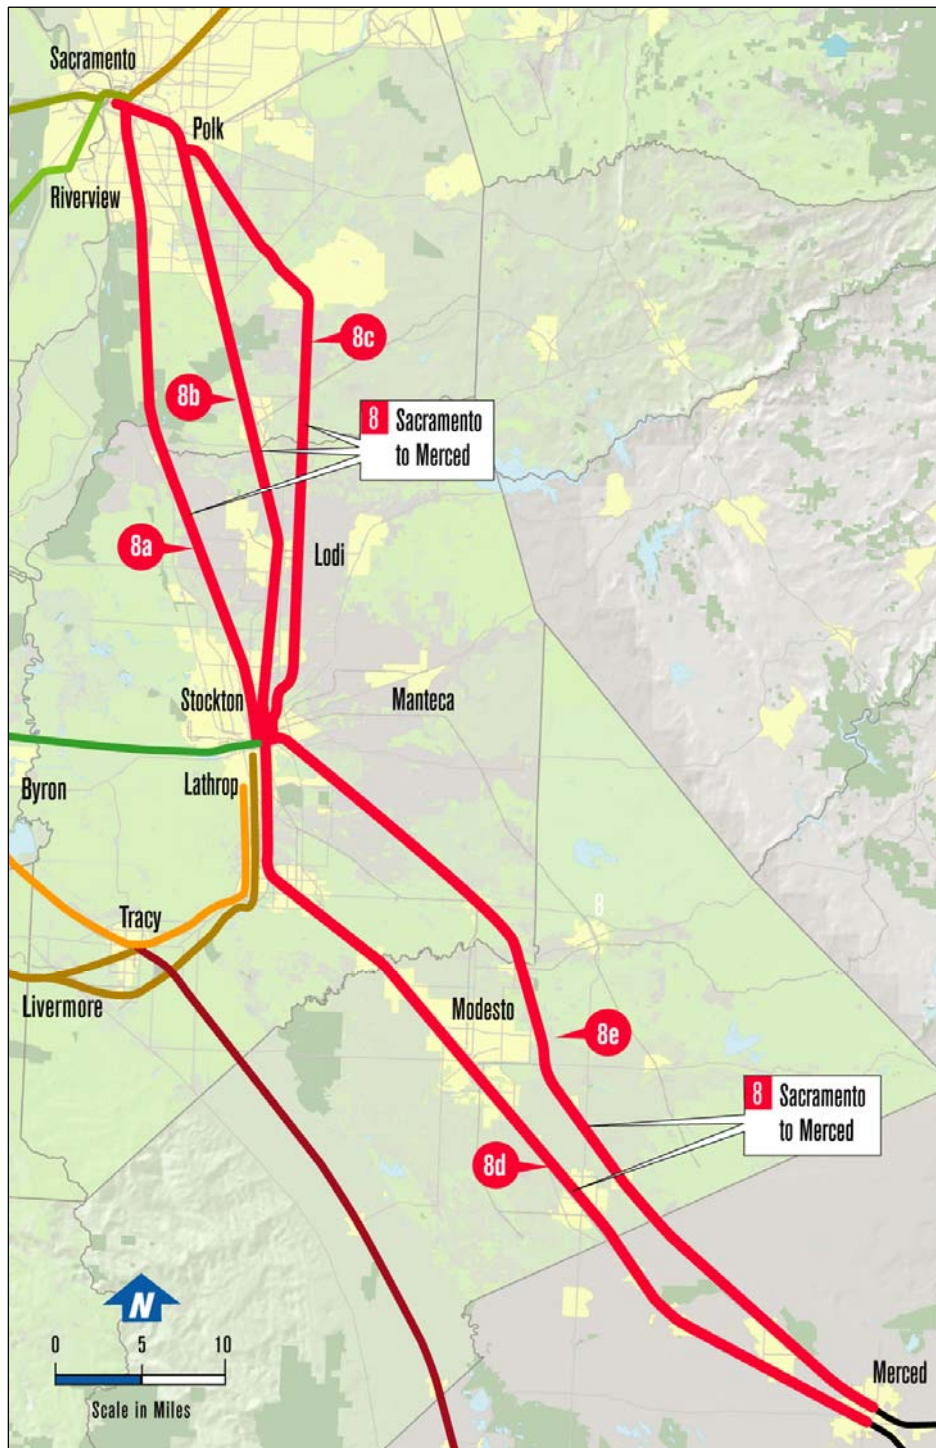 Sacramento
Polk
Riverview
8c
8b
8 Sacramento
to Merced
8a
Lodi
Stockton
Manteca
Byron
Lathrop
8
Tracy
Livermore
Modesto
8e
8 Sacramento
to Merced
8d
N
0 5 10
Scale in Miles
Merced